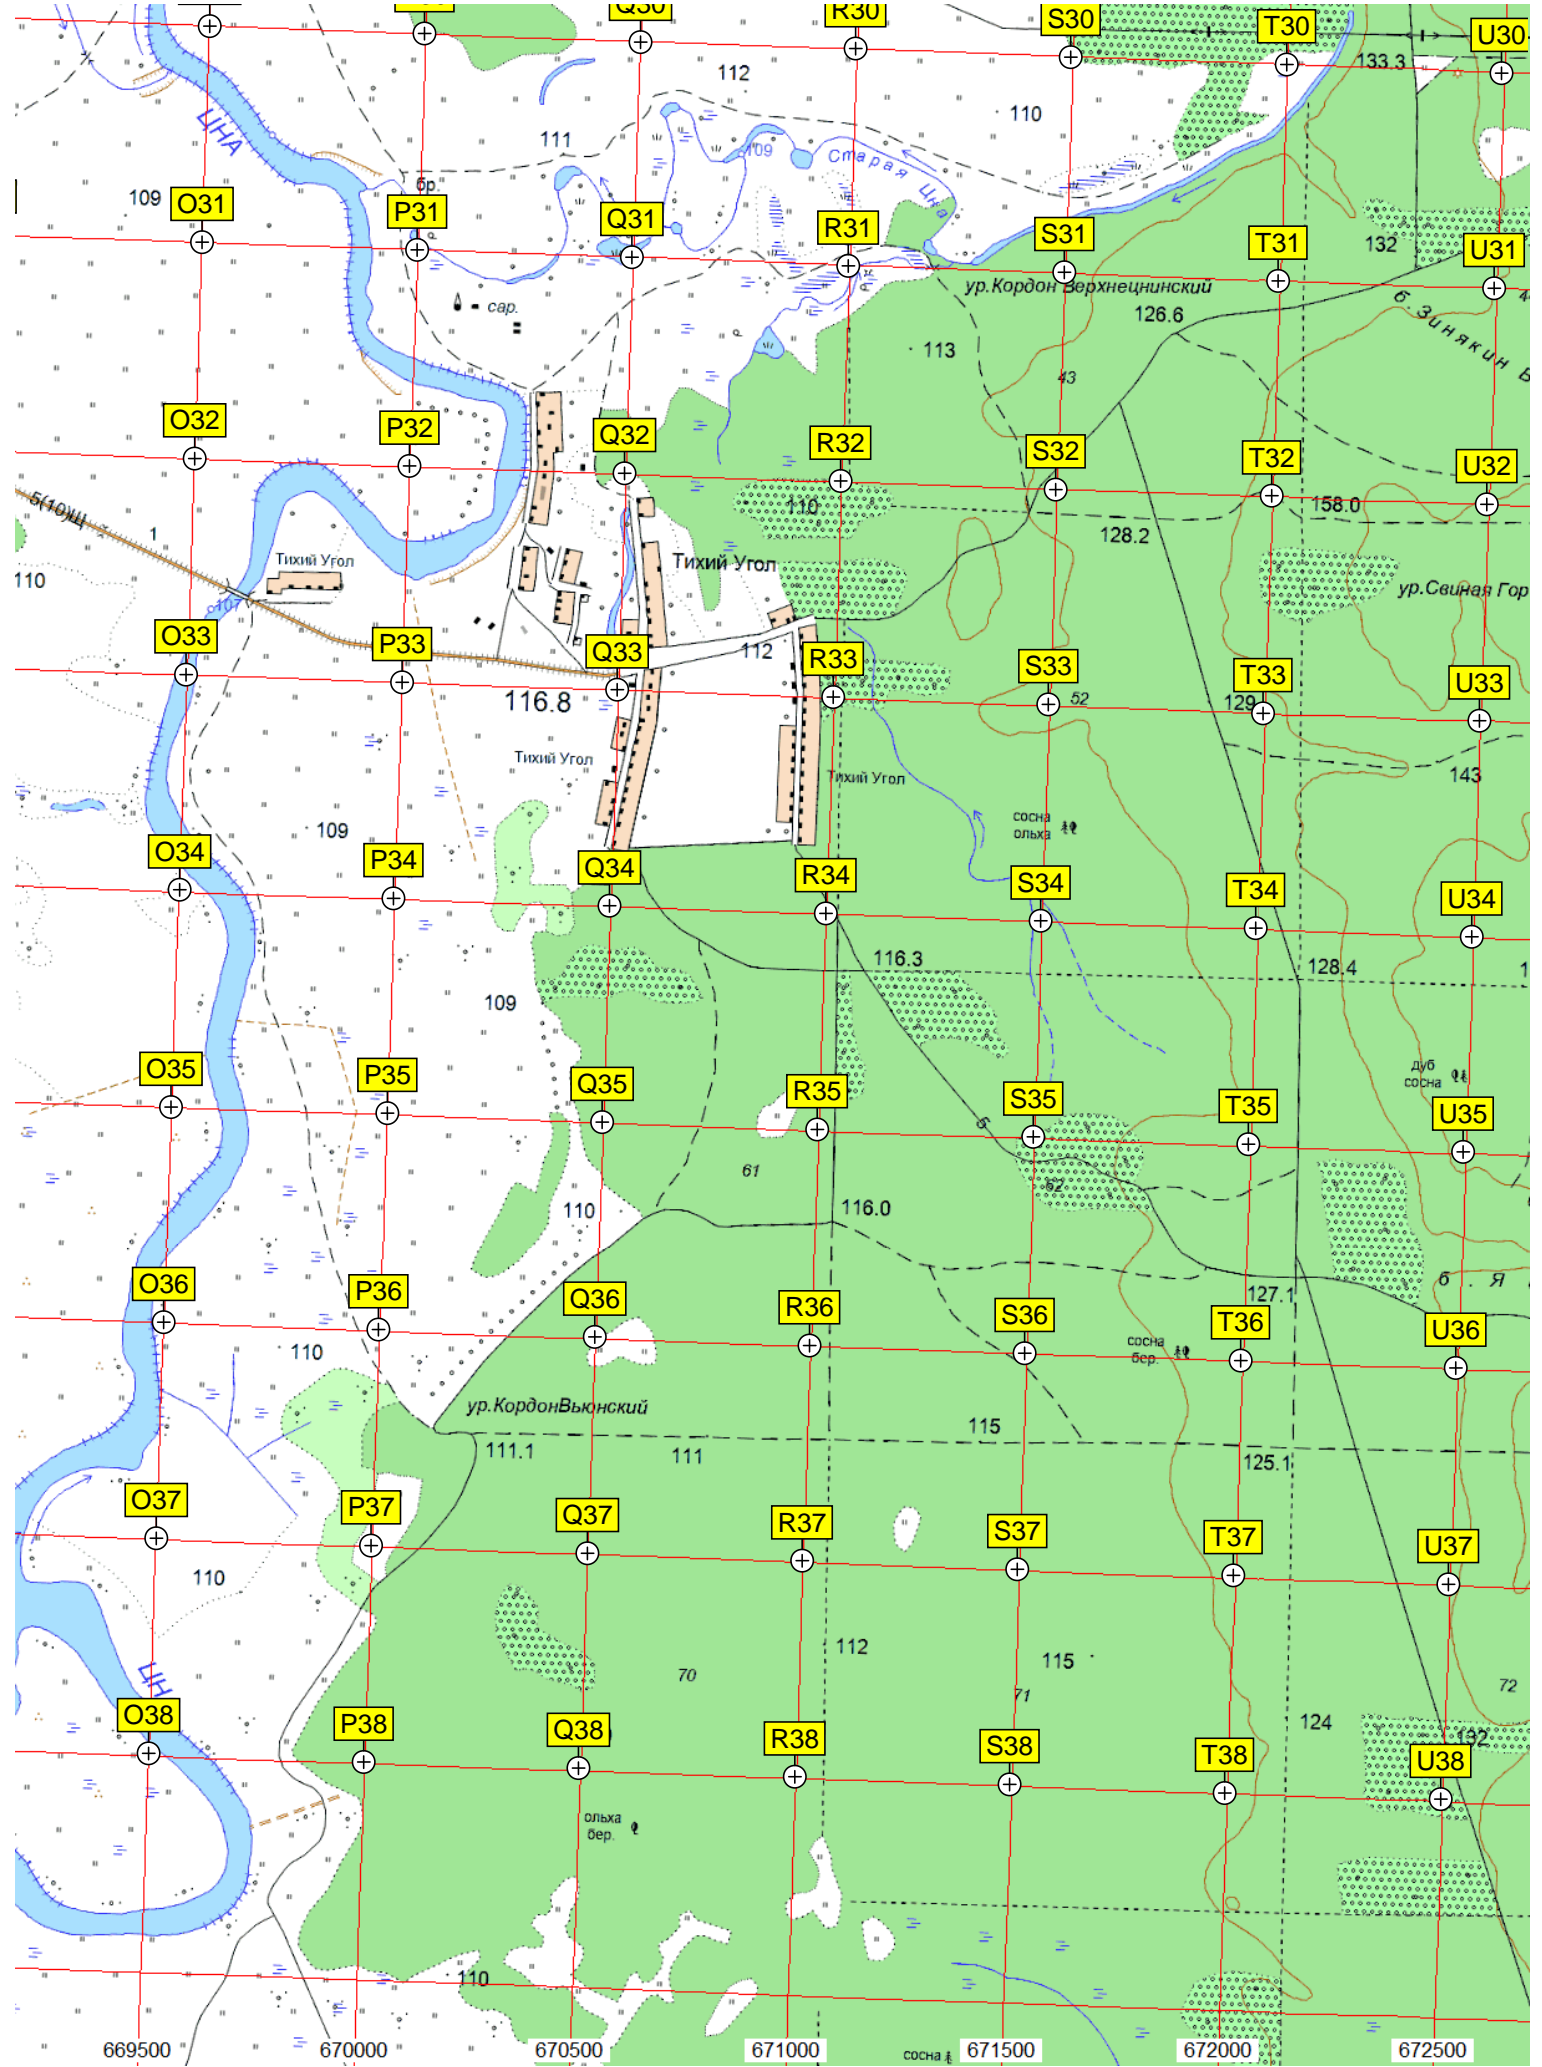 Q30
R30
S30
T30
U30
133.3
112
110
111
ЦНА
109
Старая Цна
бр.
109
O31
P31
Q31
R31
S31
T31
132
U31
ур.Кордон Верхнецнинский
126.6
сар.
б. Зинякин В
113
43
O32
P32
Q32
R32
S32
T32
U32
5(10)Щ
1
110
158.0
128.2
Тихий Угол
Тихий Угол
110
ур.Свиная Гор
107
O33
P33
Q33
112
R33
S33
T33
U33
116.8
52
129
Тихий Угол
Тихий Угол
143
109
сосна
ольха
O34
P34
Q34
R34
S34
T34
U34
116.3
128.4
1
109
O35
P35
Q35
R35
S35
T35
U35
дуб
сосна
5
61
62
110
116.0
O36
P36
Q36
R36
S36
T36
U36
127.1
б . Я
110
сосна
бер.
ур.КордонВьюнский
111.1
111
115
125.1
O37
P37
Q37
R37
S37
T37
U37
110
112
115
70
71
72
ЦН
O38
P38
Q38
R38
S38
T38
U38
124
132
ольха
бер.
110
669500
670000
670500
671000
сосна
671500
672000
672500